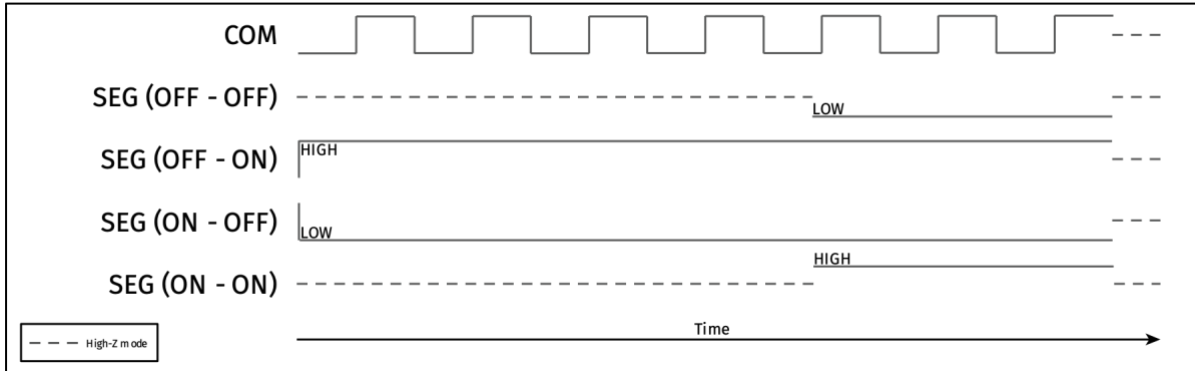 COM
SEG (OFF - OFF)
LOW
SEG (OFF - ON)
HIGH
SEG (ON - OFF)
LOW
SEG (ON - ON)
HIGH
Time
High-Z mode